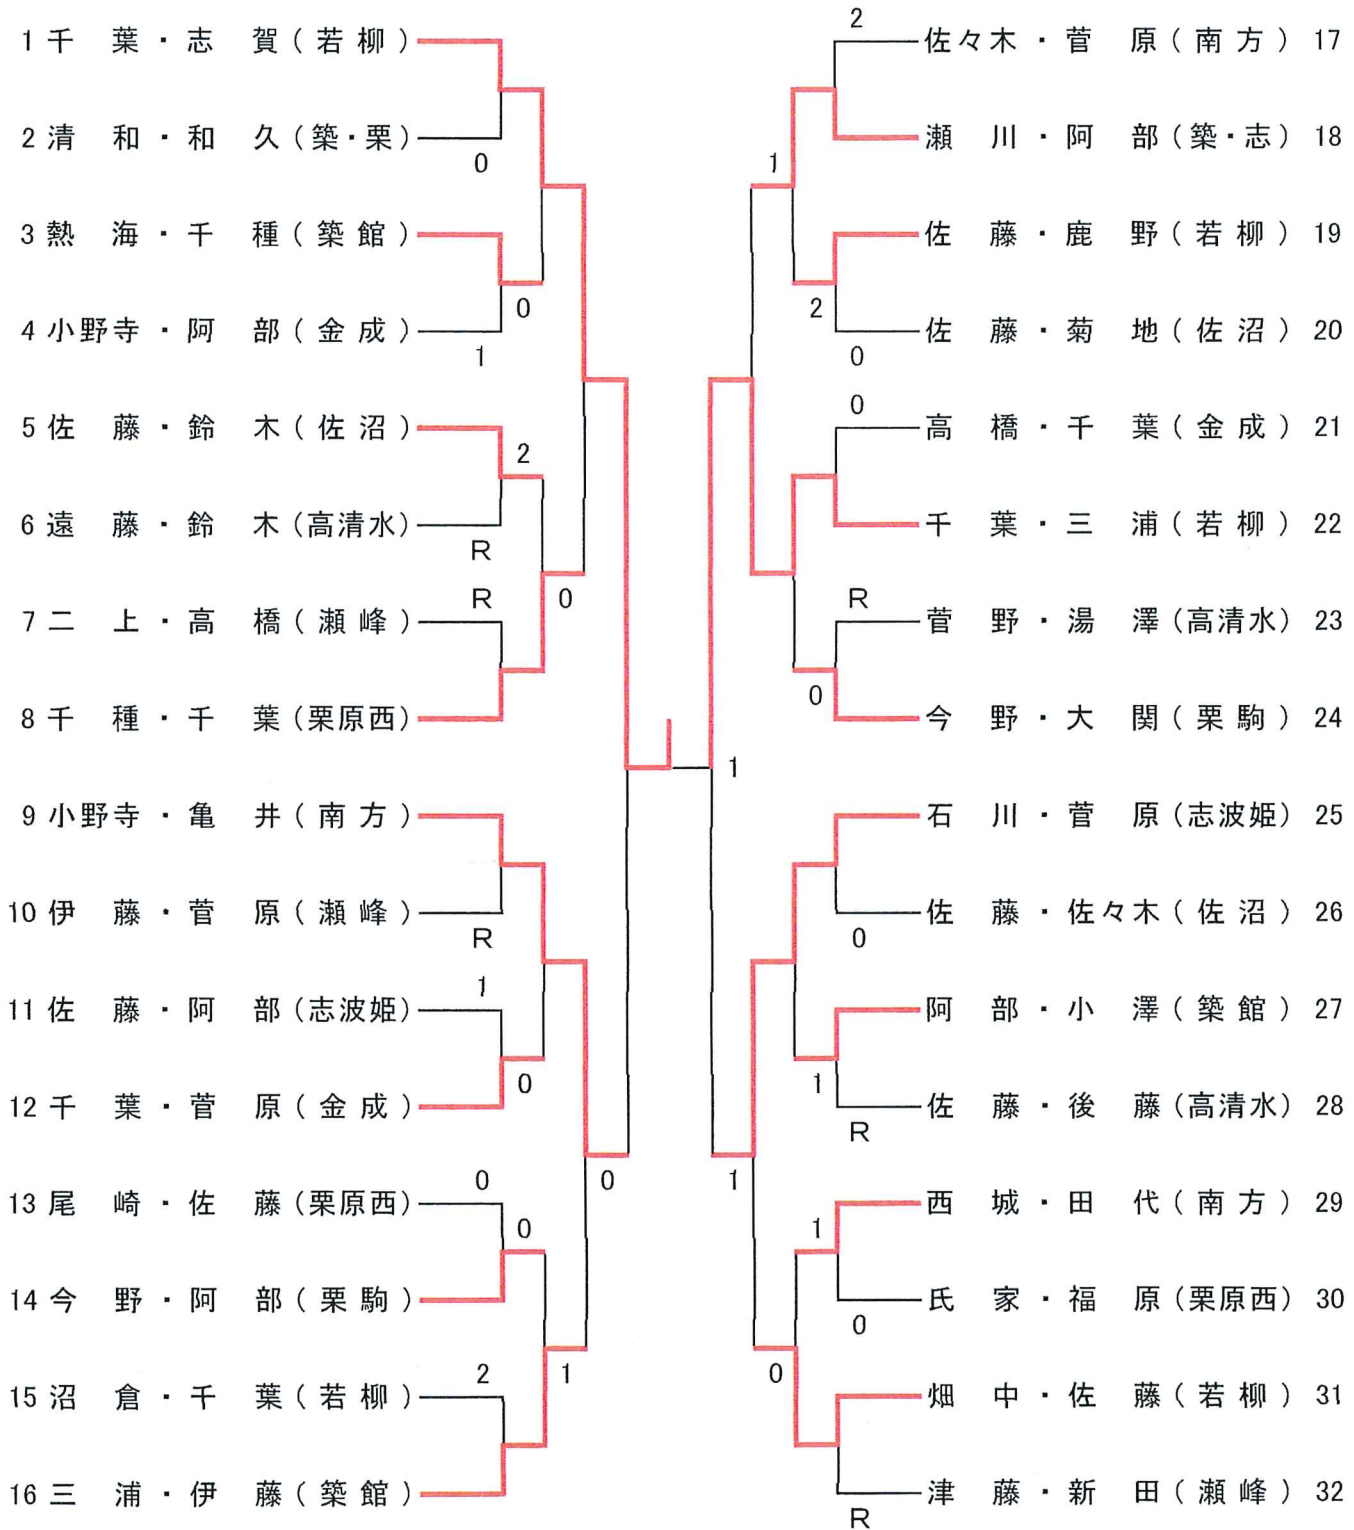 1 千 葉・志 賀(若柳)
2 清 和・和 久(築・栗)
0
3 熱 海・千 種(築館)
0
4 小野寺・阿 部(金成)
1
5 佐 藤・鈴 木(佐沼)
2
6 遠 藤・鈴 木(高清水)
R
R
7 二 上・高 橋(瀬峰)
0
8 千 種・千 葉(栗原西)
9 小野寺・亀 井(南方)
10 伊 藤・菅 原(瀬峰)
R
1
11 佐 藤・阿 部(志波姫)
0
12 千 葉・菅 原(金成)
0
0
13 尾 崎・佐 藤(栗原西)
0
14 今 野・阿 部(栗駒)
2
1
15 沼 倉・千 葉(若柳)
16 三 浦・伊 藤(築館)
1
2
佐々木・菅 原(南方) 17
瀬 川・阿 部(築・志) 18
1
佐 藤・鹿 野(若柳) 19
2
佐 藤・菊 地(佐沼) 20
0
0
高 橋・千 葉(金成) 21
千 葉・三 浦(若柳) 22
R
菅 野・湯 澤(高清水) 23
0
今 野・大 関(栗駒) 24
石 川・菅 原(志波姫) 25
佐 藤・佐々木(佐沼) 26
0
阿 部・小 澤(築館) 27
1
佐 藤・後 藤(高清水) 28
R
1
西 城・田 代(南方) 29
1
氏 家・福 原(栗原西) 30
0
0
畑 中・佐 藤(若柳) 31
津 藤・新 田(瀬峰) 32
R